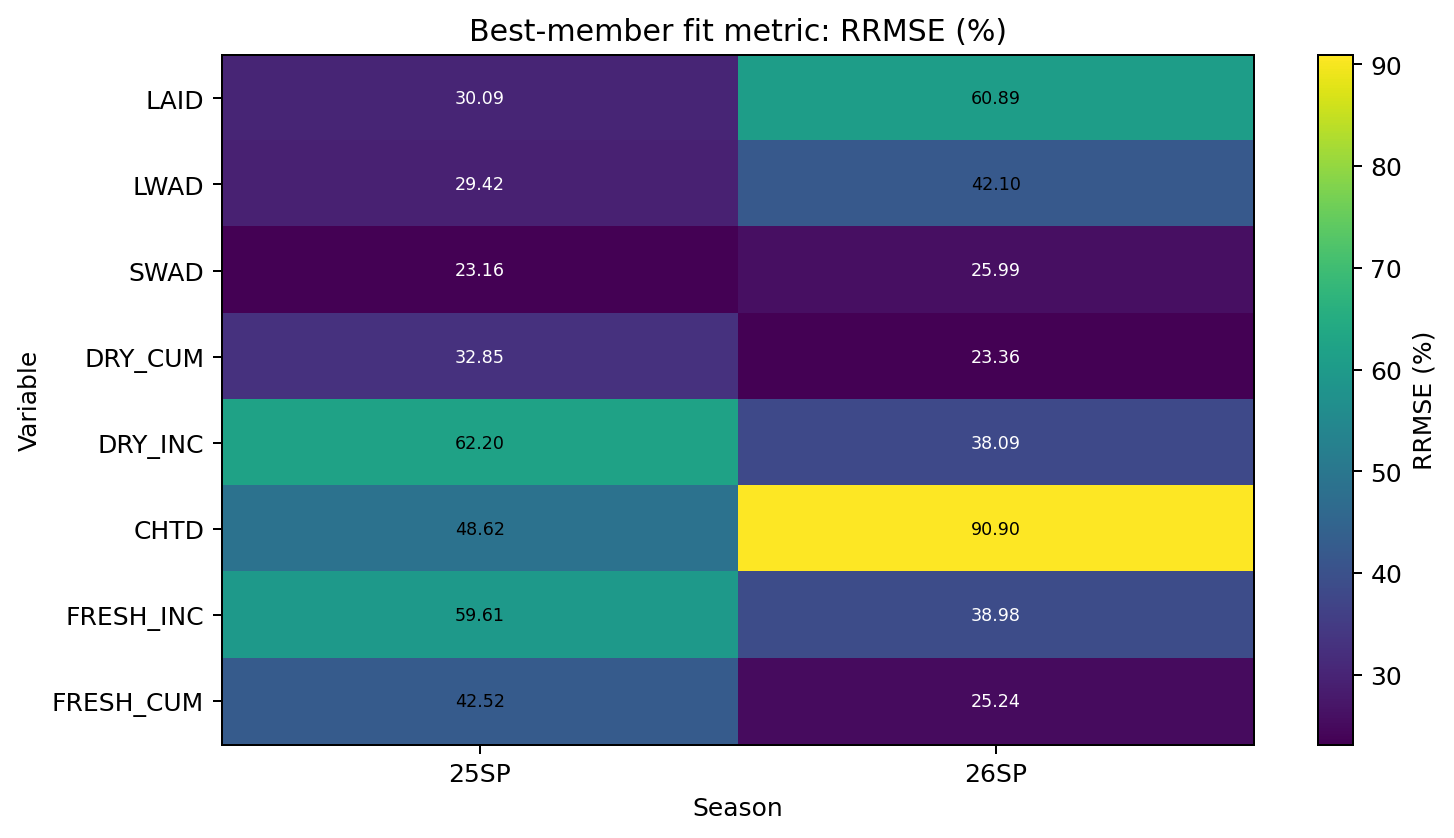 Best-member fit metric: RRMSE (%)
Variable
LAID 30.09 60.89
LWAD 29.42 42.10
SWAD 23.16 25.99
DRY_CUM 32.85 23.36
DRY_INC 62.20 38.09
CHTD 48.62 90.90
FRESH_INC 59.61 38.98
FRESH_CUM 42.52 25.24
25SP 26SP
Season
90
80
70
60
50
40
30
RRMSE (%)